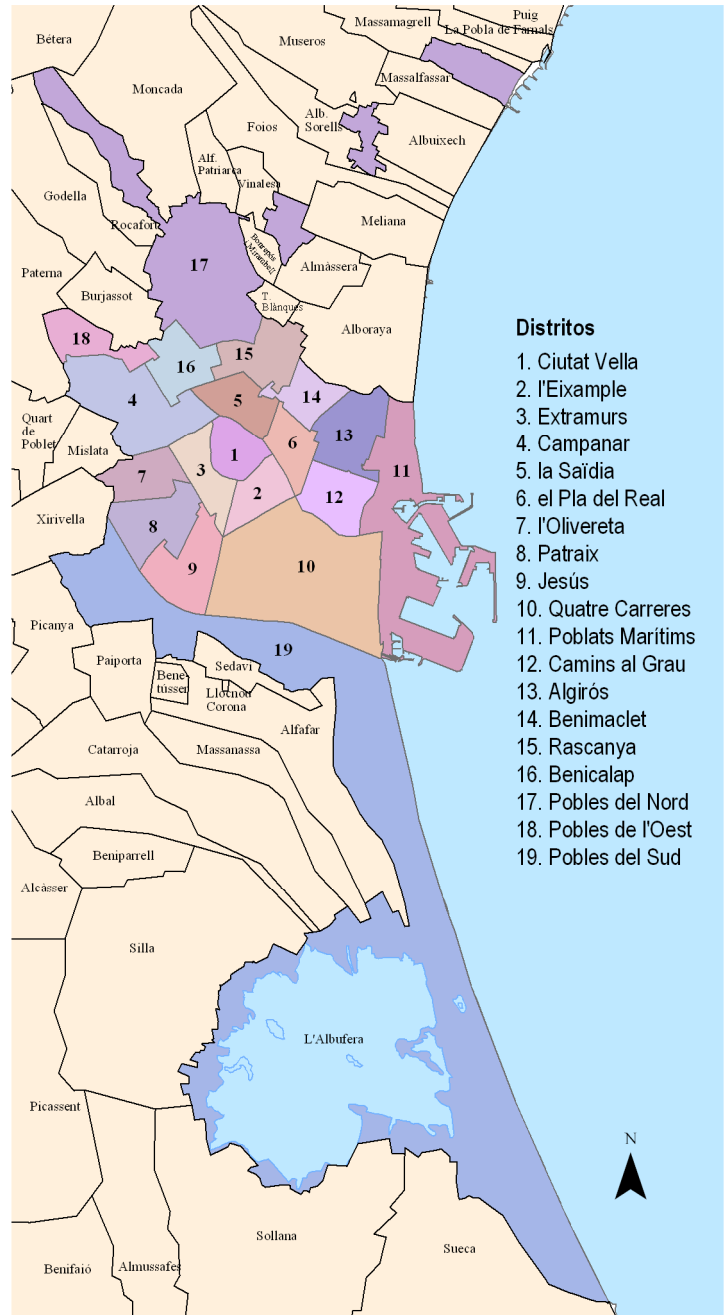 Puig
Massamagrell
La Pobla de Farnals
Bétera
Museros
Massalfassar
Moncada
Alb.
Sorells
Foios
Albuixech
Alf.
Patriarca
Vinalesa
Godella
Rocafort
Meliana
Bonrepòs
i Mirambell
Paterna
17
Almàssera
Burjassot
T.
Blànques
Alboraya
18
16
15
4
5
14
13
Quart
de
Poblet
Mislata
1
6
11
3
7
2
12
Xirivella
8
9
10
Picanya
19
Paiporta
Sedaví
Bene-
tússer
Llocnou
Corona
Alfafar
Catarroja
Massanassa
Albal
Beniparrell
Alcàsser
Silla
L'Albufera
Picassent
Sollana
Sueca
Benifaió
Almussafes
N
Distritos
1. Ciutat Vella
2. l'Eixample
3. Extramurs
4. Campanar
5. la Saïdia
6. el Pla del Real
7. l'Olivereta
8. Patraix
9. Jesús
10. Quatre Carreres
11. Poblats Marítims
12. Camins al Grau
13. Algirós
14. Benimaclet
15. Rascanya
16. Benicalap
17. Pobles del Nord
18. Pobles de l'Oest
19. Pobles del Sud